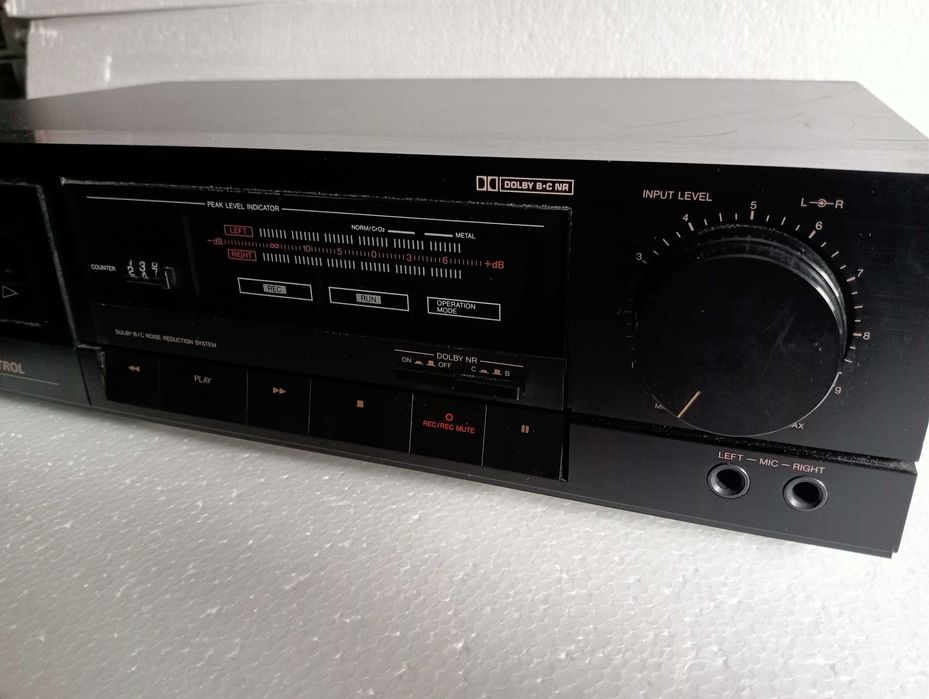 DOLBY B·C NR
PEAK LEVEL INDICATOR
NORM/CrO2
METAL
LEFT
-dB ∞ 10 5 0 3 6 +dB
RIGHT
COUNTER
REC
RUN
OPERATION
MODE
DOLBY B/C NOISE REDUCTION SYSTEM
DOLBY NR
ON OFF C B
PLAY
REC/REC MUTE
TROL
INPUT LEVEL
L R
1
3
4
5
6
7
8
9
LEFT — MIC — RIGHT